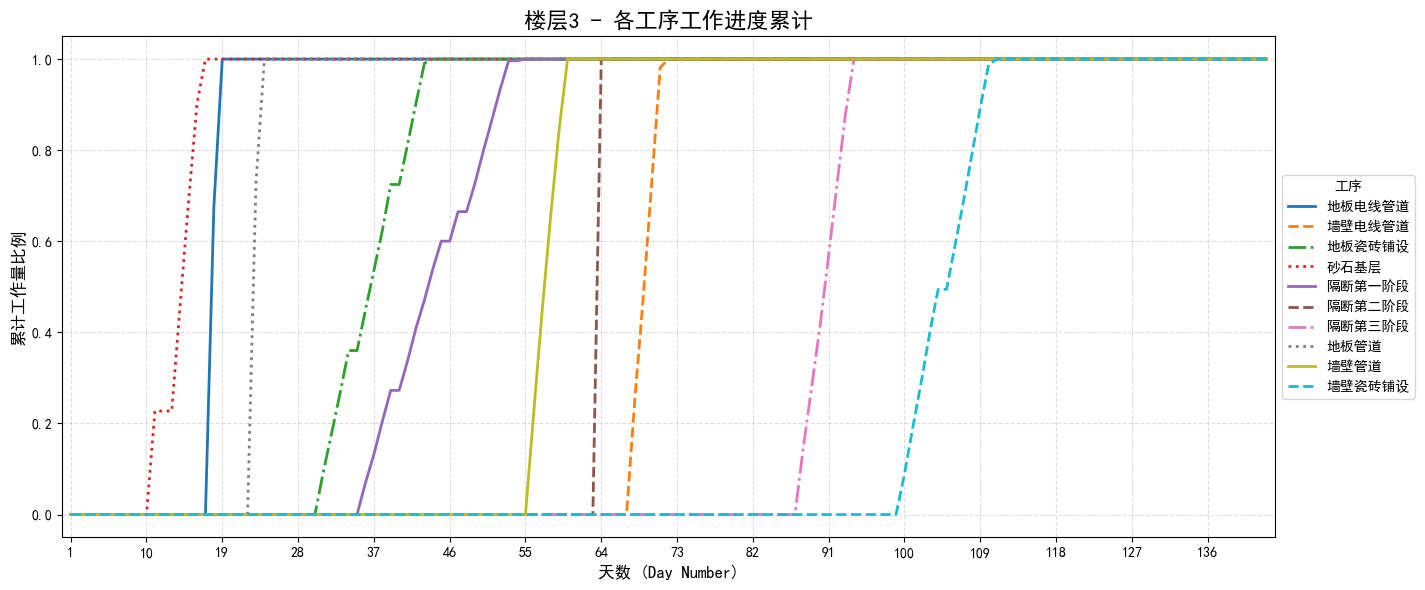 楼层3 - 各工序工作进度累计
累计工作量比例
1.0
0.8
0.6
0.4
0.2
0.0
1 10 19 28 37 46 55 64 73 82 91 100 109 118 127 136
天数 (Day Number)
工序
地板电线管道
墙壁电线管道
地板瓷砖铺设
砂石基层
隔断第一阶段
隔断第二阶段
隔断第三阶段
地板管道
墙壁管道
墙壁瓷砖铺设